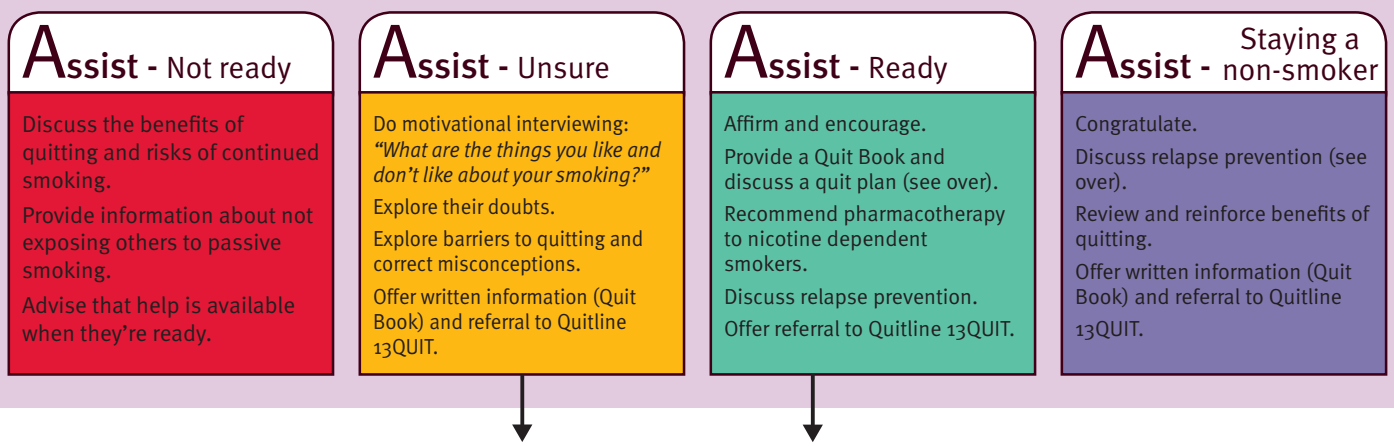 Assist - Not ready
Discuss the benefits of
quitting and risks of continued
smoking.
Provide information about not
exposing others to passive
smoking.
Advise that help is available
when they’re ready.
Assist - Unsure
Do motivational interviewing:
“What are the things you like and
don’t like about your smoking?”
Explore their doubts.
Explore barriers to quitting and
correct misconceptions.
Offer written information (Quit
Book) and referral to Quitline
13QUIT.
Assist - Ready
Affirm and encourage.
Provide a Quit Book and
discuss a quit plan (see over).
Recommend pharmacotherapy
to nicotine dependent
smokers.
Discuss relapse prevention.
Offer referral to Quitline 13QUIT.
Assist - Staying a
non-smoker
Congratulate.
Discuss relapse prevention (see
over).
Review and reinforce benefits of
quitting.
Offer written information (Quit
Book) and referral to Quitline
13QUIT.